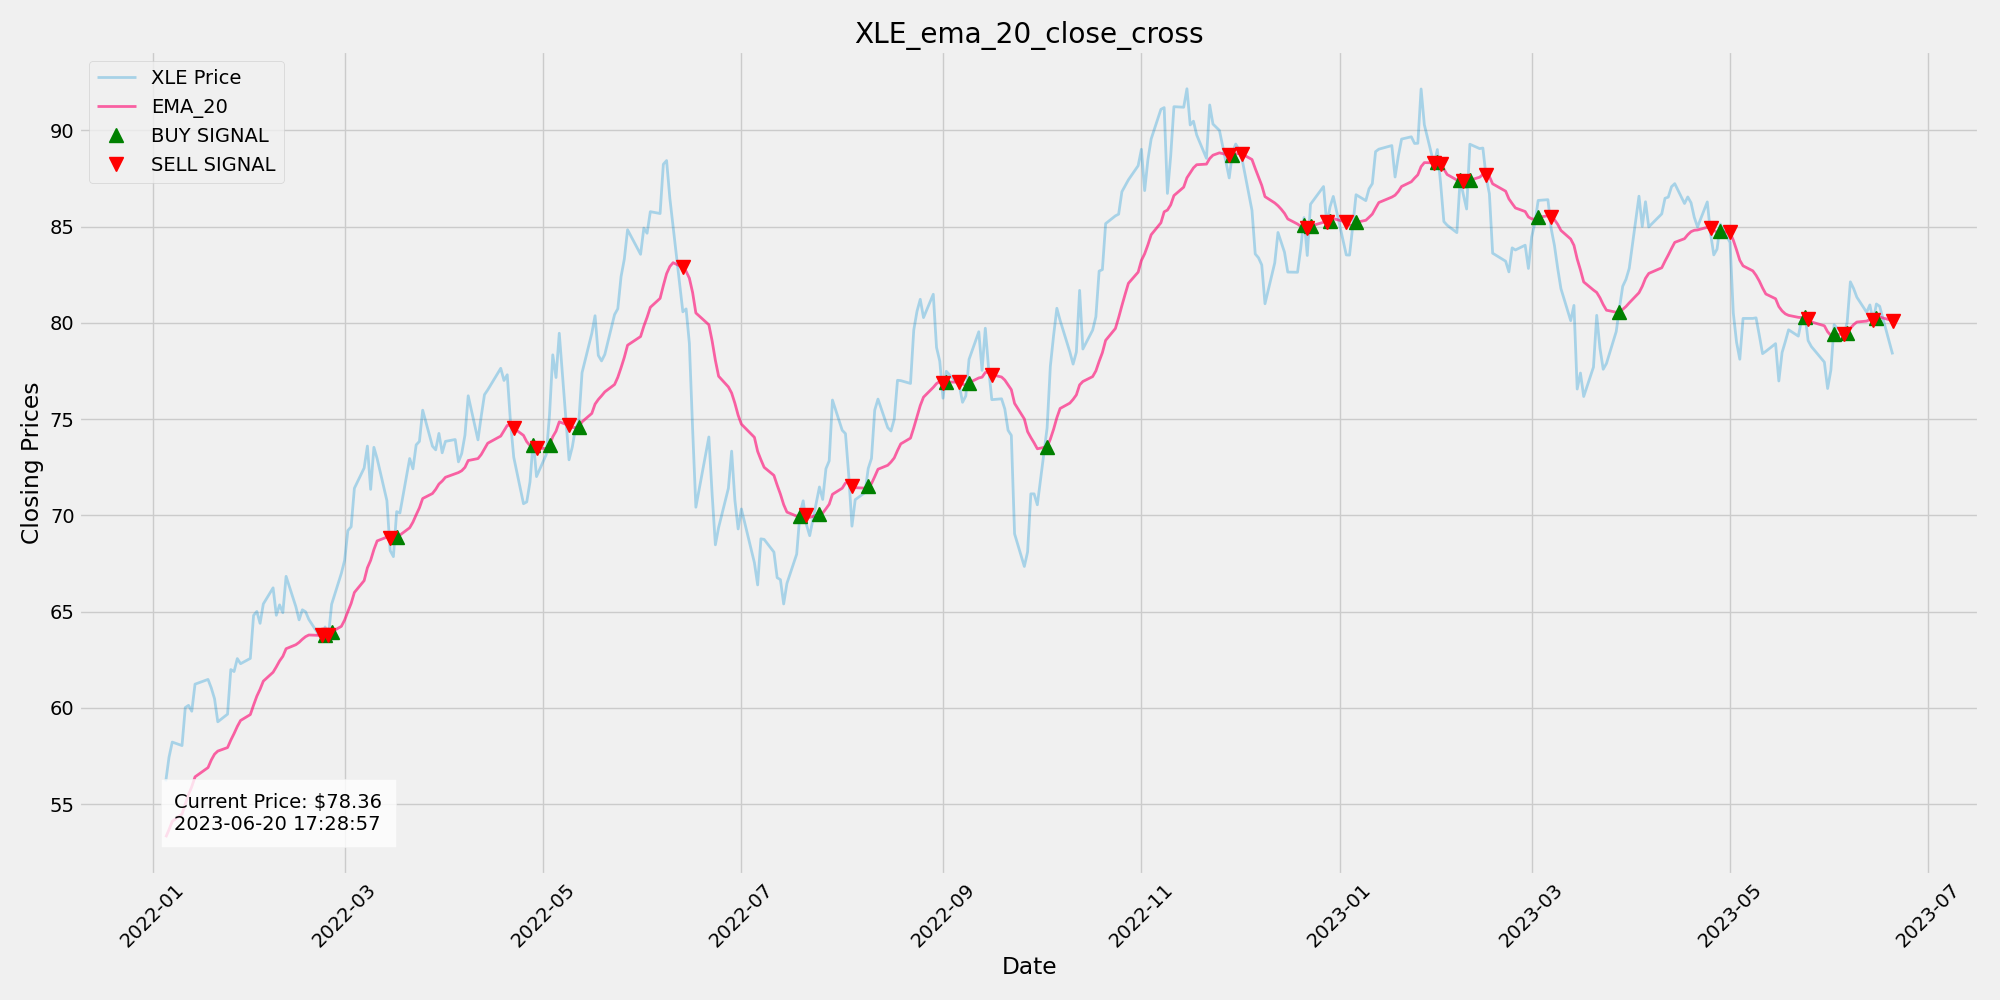 XLE_ema_20_close_cross
XLE Price
EMA_20
BUY SIGNAL
SELL SIGNAL
Closing Prices
90
85
80
75
70
65
60
55
Current Price: $78.36
2023-06-20 17:28:57
2022-01
2022-03
2022-05
2022-07
2022-09
2022-11
2023-01
2023-03
2023-05
2023-07
Date